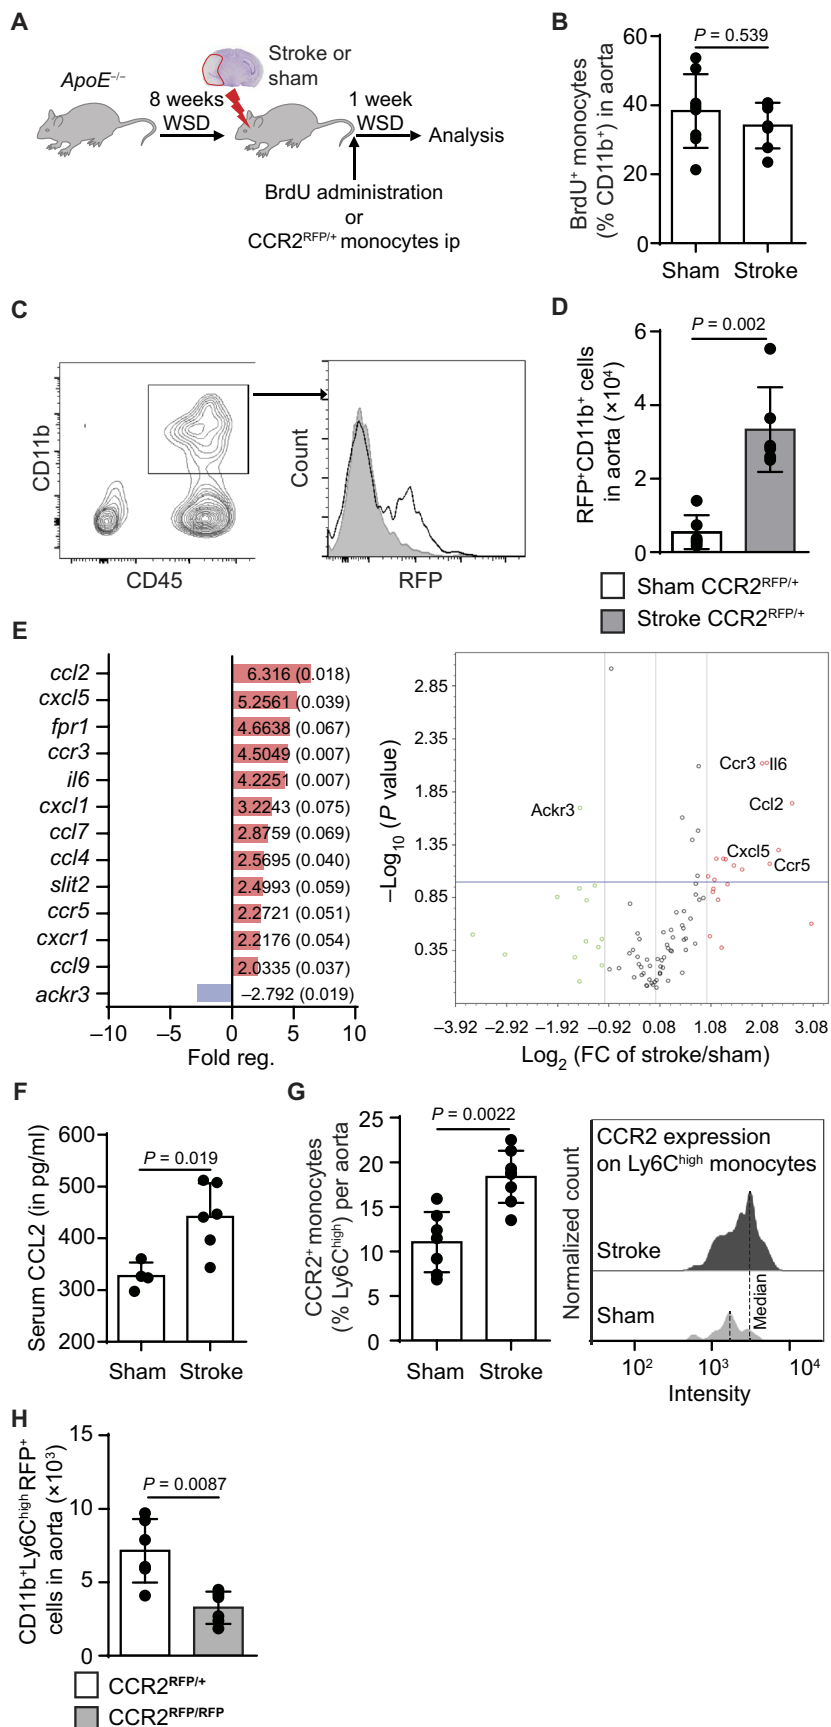 A
ApoE−/−
8 weeks
WSD
Stroke or
sham
1 week
WSD
Analysis
BrdU administration
or
CCR2RFP/+ monocytes ip
B
BrdU+ monocytes
(% CD11b+) in aorta
P = 0.539
60
40
20
0
Sham Stroke
C
CD11b
CD45
Count
RFP
D
RFP+CD11b+ cells
in aorta (×10⁴)
P = 0.002
6
4
2
0
Sham CCR2RFP/+
Stroke CCR2RFP/+
E
ccl2 6.316 (0.018)
cxcl5 5.2561 (0.039)
fpr1 4.6638 (0.067)
ccr3 4.5049 (0.007)
il6 4.2251 (0.007)
cxcl1 3.2243 (0.075)
ccl7 2.8759 (0.069)
ccl4 2.5695 (0.040)
slit2 2.4993 (0.059)
ccr5 2.2721 (0.051)
cxcr1 2.2176 (0.054)
ccl9 2.0335 (0.037)
ackr3 −2.792 (0.019)
−10 −5 0 5 10
Fold reg.
−Log10 (P value)
2.85
2.35
1.85
1.35
0.85
0.35
Ccr3 Il6
Ccl2
Ackr3
Cxcl5
Ccr5
−3.92 −2.92 −1.92 −0.92 0.08 1.08 2.08 3.08
Log2 (FC of stroke/sham)
F
Serum CCL2 (in pg/ml)
P = 0.019
600
500
400
300
200
Sham Stroke
G
CCR2+ monocytes
(% Ly6Chigh) per aorta
P = 0.0022
25
20
15
10
5
0
Sham Stroke
Normalized count
CCR2 expression
on Ly6Chigh monocytes
Stroke
Sham
Median
10² 10³ 10⁴
Intensity
H
CD11b+Ly6Chigh RFP+
cells in aorta (×10³)
P = 0.0087
15
10
5
0
CCR2RFP/+
CCR2RFP/RFP